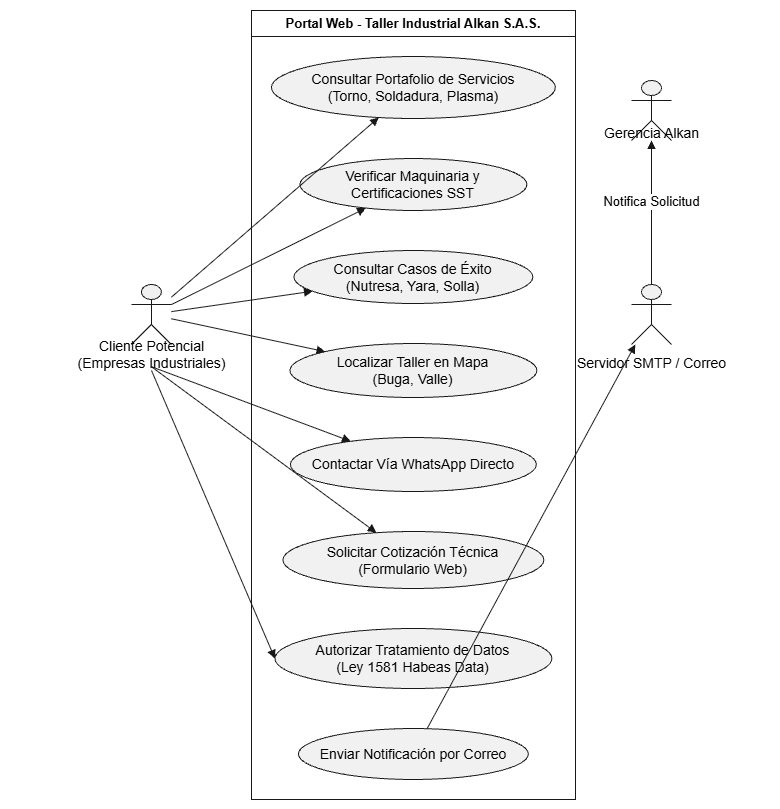 Portal Web - Taller Industrial Alkan S.A.S.
Consultar Portafolio de Servicios
(Torno, Soldadura, Plasma)
Gerencia Alkan
Verificar Maquinaria y
Certificaciones SST
Notifica Solicitud
Consultar Casos de Éxito
(Nutresa, Yara, Solla)
Cliente Potencial
(Empresas Industriales)
Localizar Taller en Mapa
(Buga, Valle)
Servidor SMTP / Correo
Contactar Vía WhatsApp Directo
Solicitar Cotización Técnica
(Formulario Web)
Autorizar Tratamiento de Datos
(Ley 1581 Habeas Data)
Enviar Notificación por Correo